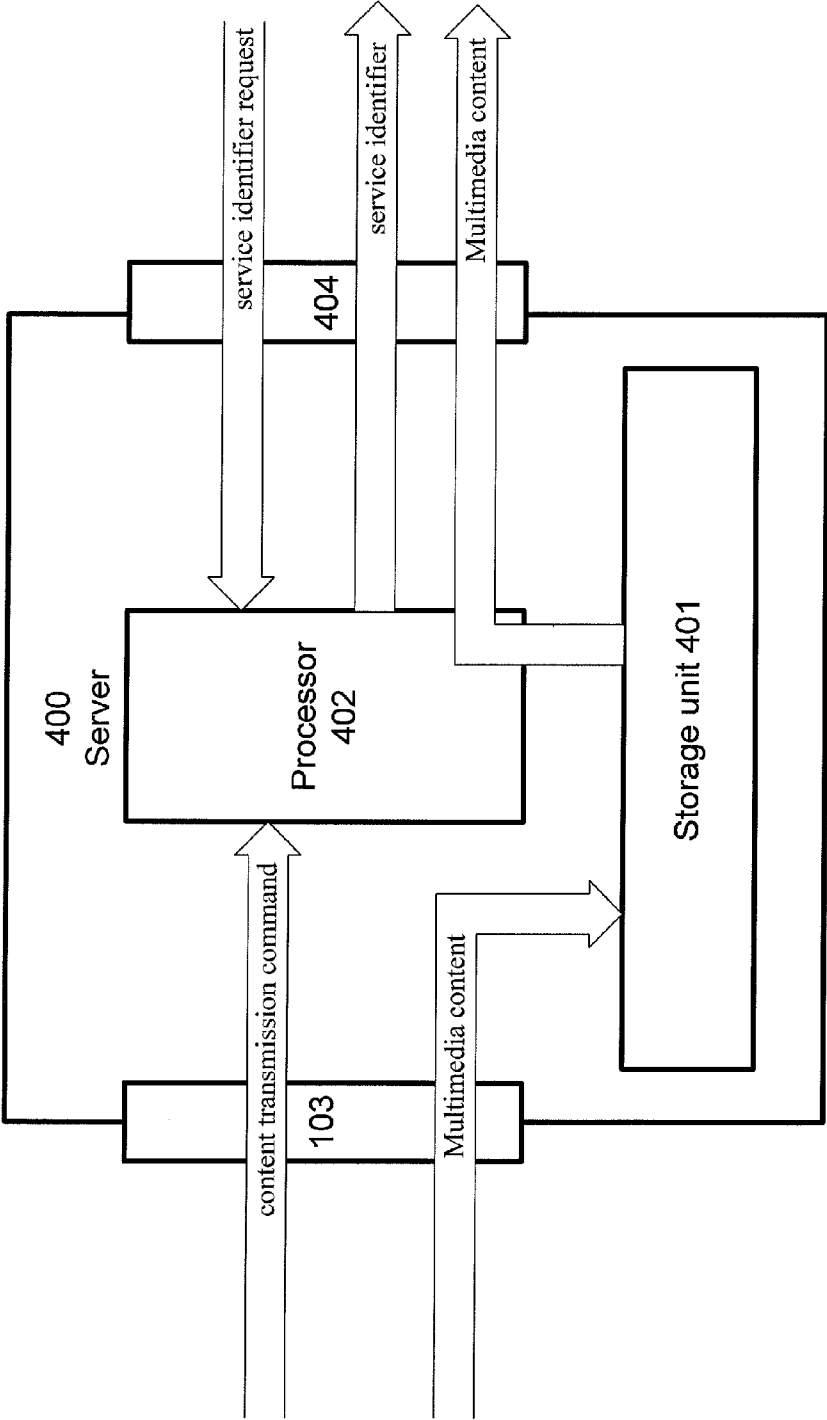 400
Server
103
content transmission command
Multimedia content
Processor
402
Storage unit 401
404
service identifier request
service identifier
Multimedia content